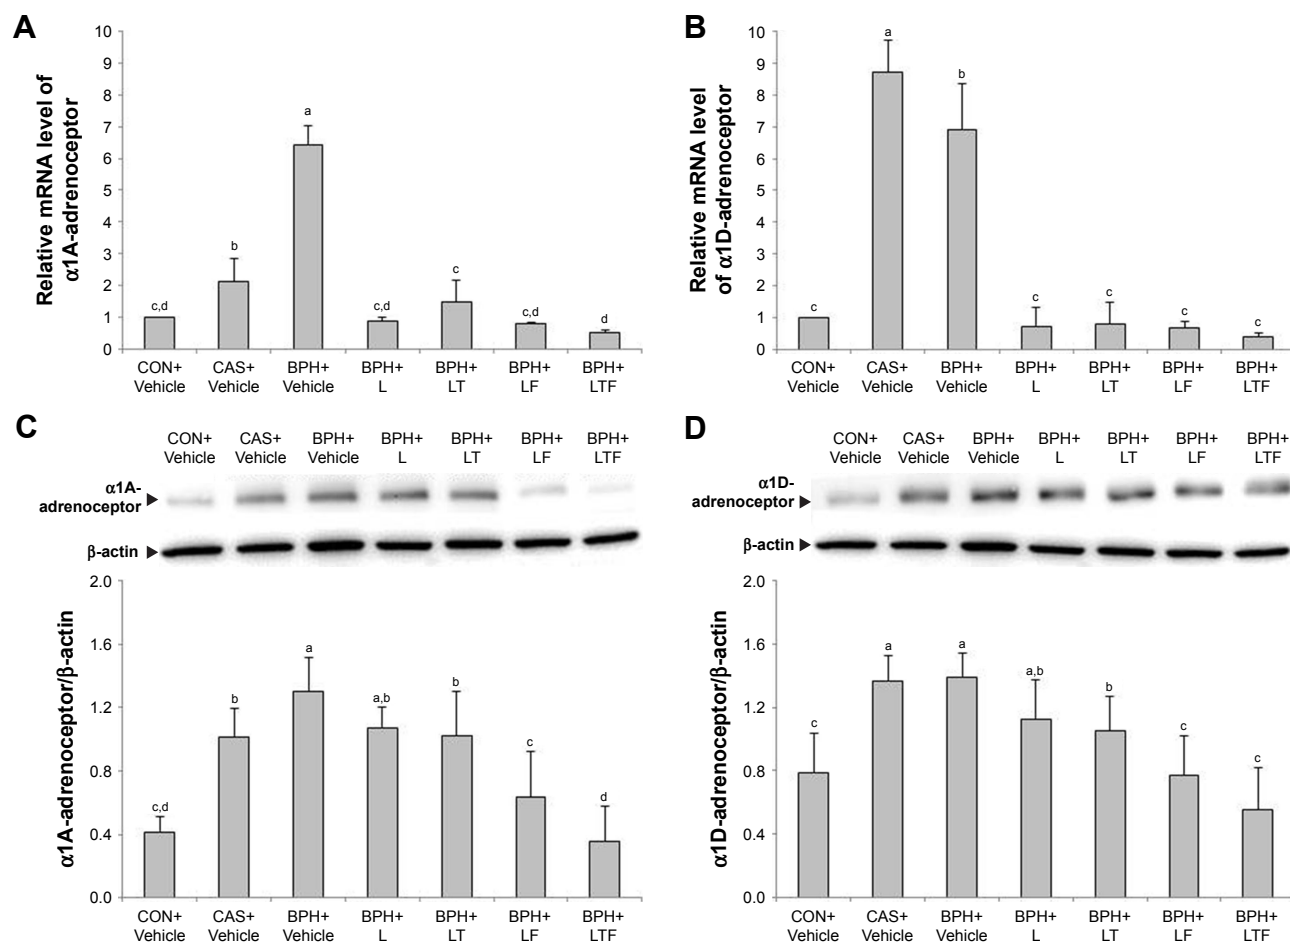 A
Relative mRNA level of
α1A-adrenoceptor
10
9
8
7
6
5
4
3
2
1
0
c,d
b
a
c,d
c
c,d
d
CON+ CAS+ BPH+ BPH+ BPH+ BPH+ BPH+
Vehicle Vehicle Vehicle L LT LF LTF
B
Relative mRNA level
of α1D-adrenoceptor
10
9
8
7
6
5
4
3
2
1
0
c
a
b
c
c
c
c
CON+ CAS+ BPH+ BPH+ BPH+ BPH+ BPH+
Vehicle Vehicle Vehicle L LT LF LTF
C
CON+ CAS+ BPH+ BPH+ BPH+ BPH+ BPH+
Vehicle Vehicle Vehicle L LT LF LTF
α1A-
adrenoceptor
β-actin
α1A-adrenoceptor/β-actin
2.0
1.6
1.2
0.8
0.4
0.0
c,d
b
a
a,b
b
c
d
CON+ CAS+ BPH+ BPH+ BPH+ BPH+ BPH+
Vehicle Vehicle Vehicle L LT LF LTF
D
CON+ CAS+ BPH+ BPH+ BPH+ BPH+ BPH+
Vehicle Vehicle Vehicle L LT LF LTF
α1D-
adrenoceptor
β-actin
α1D-adrenoceptor/β-actin
2.0
1.6
1.2
0.8
0.4
0.0
c
a
a
a,b
b
c
c
CON+ CAS+ BPH+ BPH+ BPH+ BPH+ BPH+
Vehicle Vehicle Vehicle L LT LF LTF